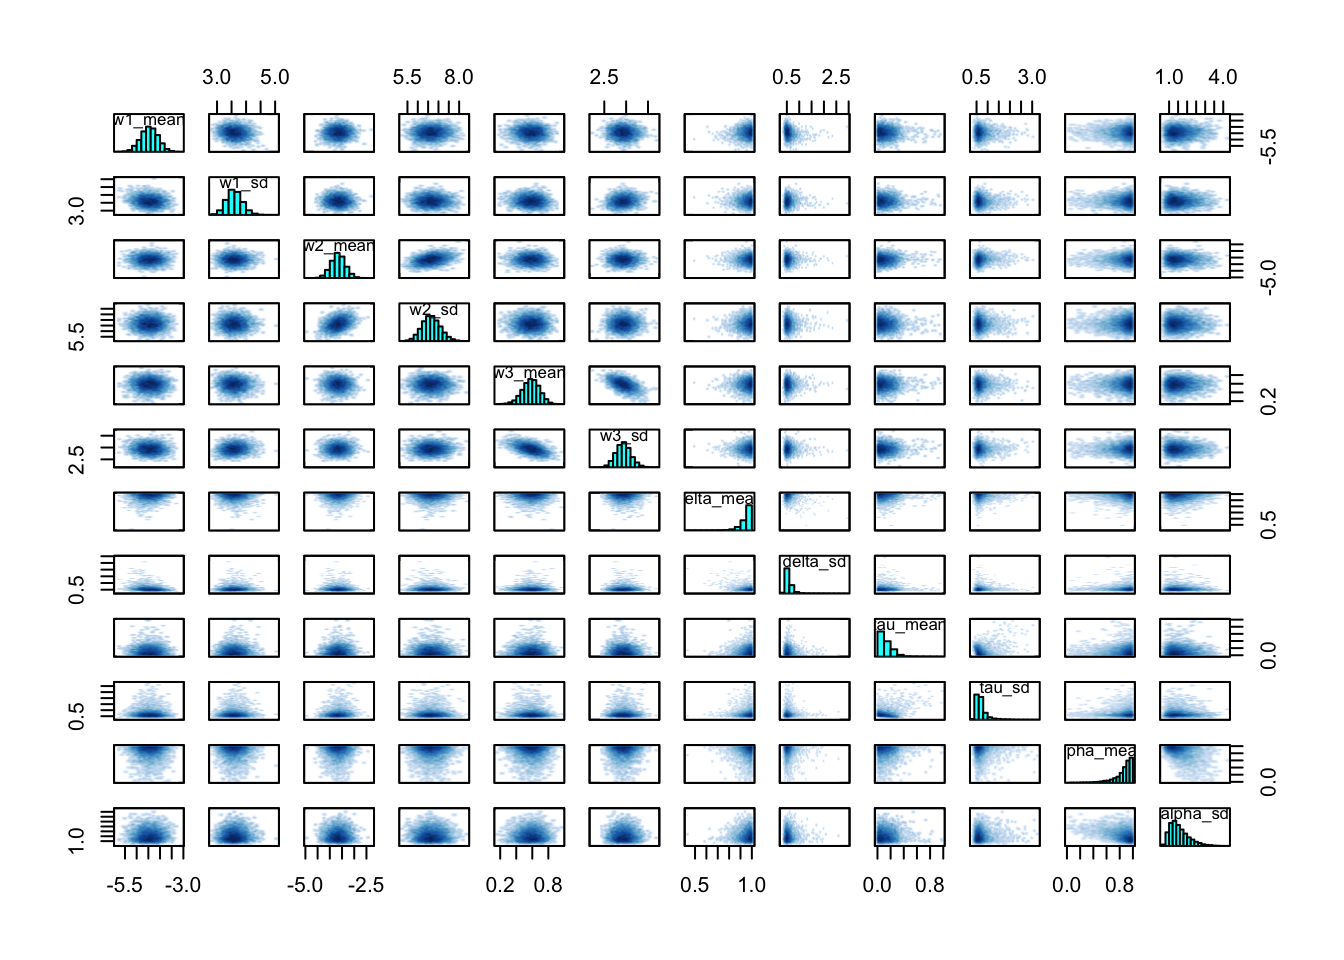 3.0 5.0 5.5 8.0 2.5 0.5 2.5 0.5 3.0 1.0 4.0
w1_mean
-5.5
w1_sd
3.0
w2_mean
-5.0
w2_sd
5.5
w3_mean
0.2
w3_sd
2.5
elta_mea
0.5
delta_sd
0.5
au_mean
0.0
tau_sd
0.5
pha_mea
0.0
alpha_sd
1.0
-5.5 -3.0 -5.0 -2.5 0.2 0.8 0.5 1.0 0.0 0.8 0.0 0.8